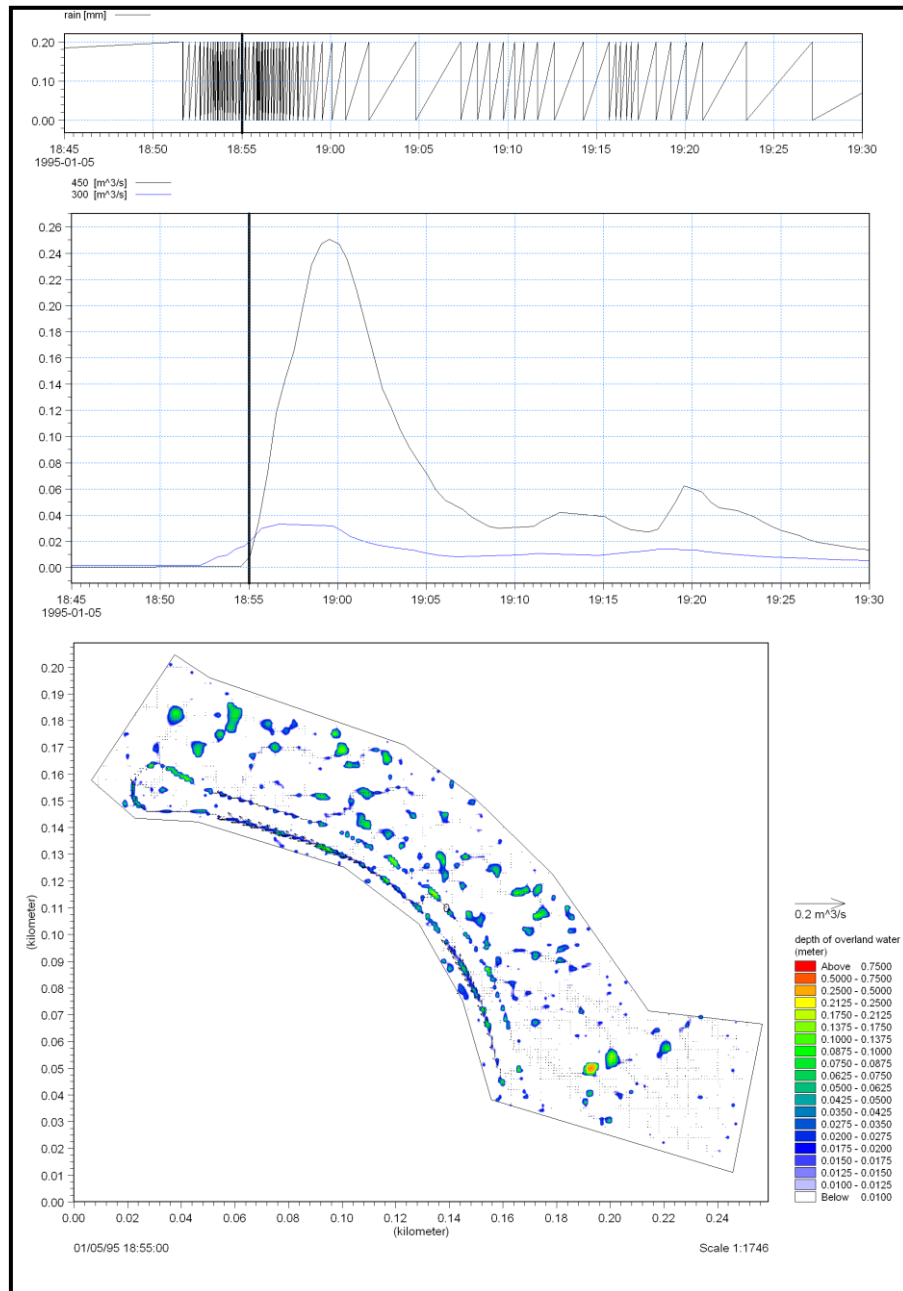 rain [mm]
0.20
0.10
0.00
18:45 18:50 18:55 19:00 19:05 19:10 19:15 19:20 19:25 19:30
1995-01-05
450 [m^3/s]
300 [m^3/s]
0.26
0.24
0.22
0.20
0.18
0.16
0.14
0.12
0.10
0.08
0.06
0.04
0.02
0.00
18:45 18:50 18:55 19:00 19:05 19:10 19:15 19:20 19:25 19:30
1995-01-05
0.20
0.19
0.18
0.17
0.16
0.15
0.14
0.13
0.12
0.11
0.10
0.09
0.08
0.07
0.06
0.05
0.04
0.03
0.02
0.01
0.00
(kilometer)
0.00 0.02 0.04 0.06 0.08 0.10 0.12 0.14 0.16 0.18 0.20 0.22 0.24
(kilometer)
01/05/95 18:55:00
Scale 1:1746
0.2 m^3/s
depth of overland water
(meter)
Above 0.7500
0.5000 - 0.7500
0.2500 - 0.5000
0.2125 - 0.2500
0.1750 - 0.2125
0.1375 - 0.1750
0.1000 - 0.1375
0.0875 - 0.1000
0.0750 - 0.0875
0.0625 - 0.0750
0.0500 - 0.0625
0.0425 - 0.0500
0.0350 - 0.0425
0.0275 - 0.0350
0.0200 - 0.0275
0.0175 - 0.0200
0.0150 - 0.0175
0.0125 - 0.0150
0.0100 - 0.0125
Below 0.0100